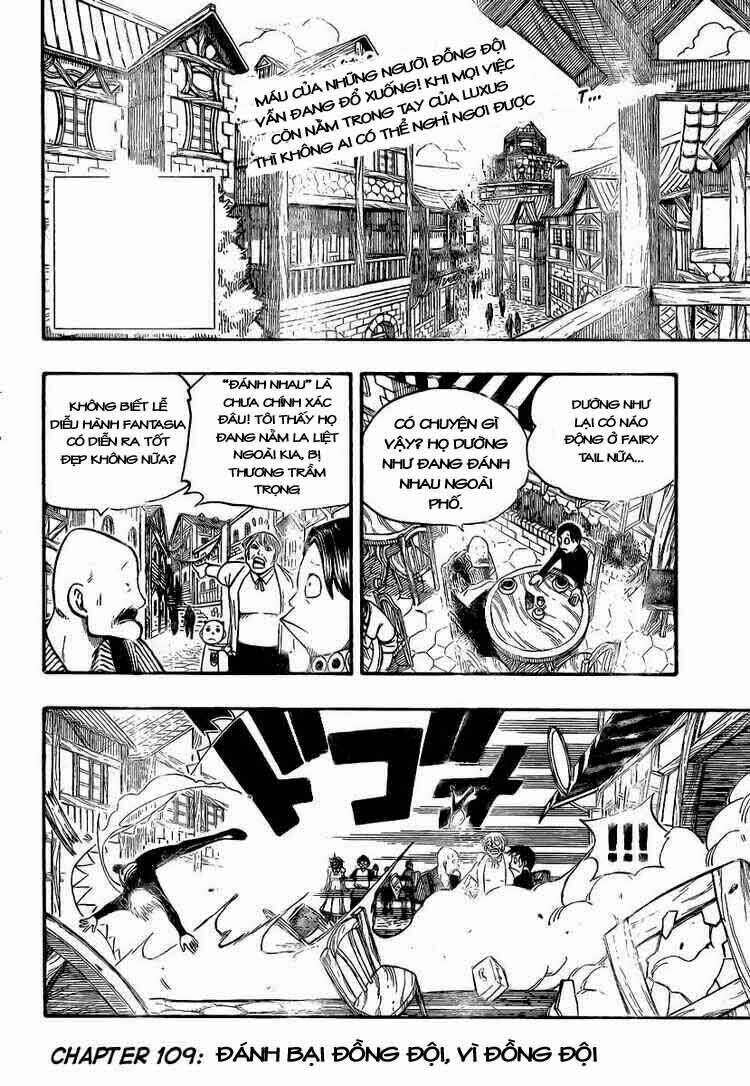 MÁU CỦA NHỮNG NGƯỜI ĐỒNG ĐỘI
VẪN ĐANG ĐỔ XUỐNG! KHI MỌI VIỆC
CÒN NẰM TRONG TAY CỦA LUXUS
THÌ KHÔNG AI CÓ THỂ NGHỈ NGƠI ĐƯỢC
T...
DƯỜNG NHƯ
LẠI CÓ NÁO
ĐỘNG Ở FAIRY
TAIL NỮA...
CÓ CHUYỆN GÌ
VẬY? HỌ DƯỜNG
NHƯ ĐANG ĐÁNH
NHAU NGOÀI
PHỐ.
"ĐÁNH NHAU" LÀ
CHƯA CHÍNH XÁC
ĐÂU! TÔI THẤY HỌ
ĐANG NẰM LA LIỆT
NGOÀI KIA, BỊ
THƯƠNG TRẦM
TRỌNG
KHÔNG BIẾT LỄ
DIỄU HÀNH FANTASIA
CÓ DIỄN RA TỐT
ĐẸP KHÔNG NỮA?
ドゴォ
!!!
CHAPTER 109: ĐÁNH BẠI ĐỒNG ĐỘI, VÌ ĐỒNG ĐỘI